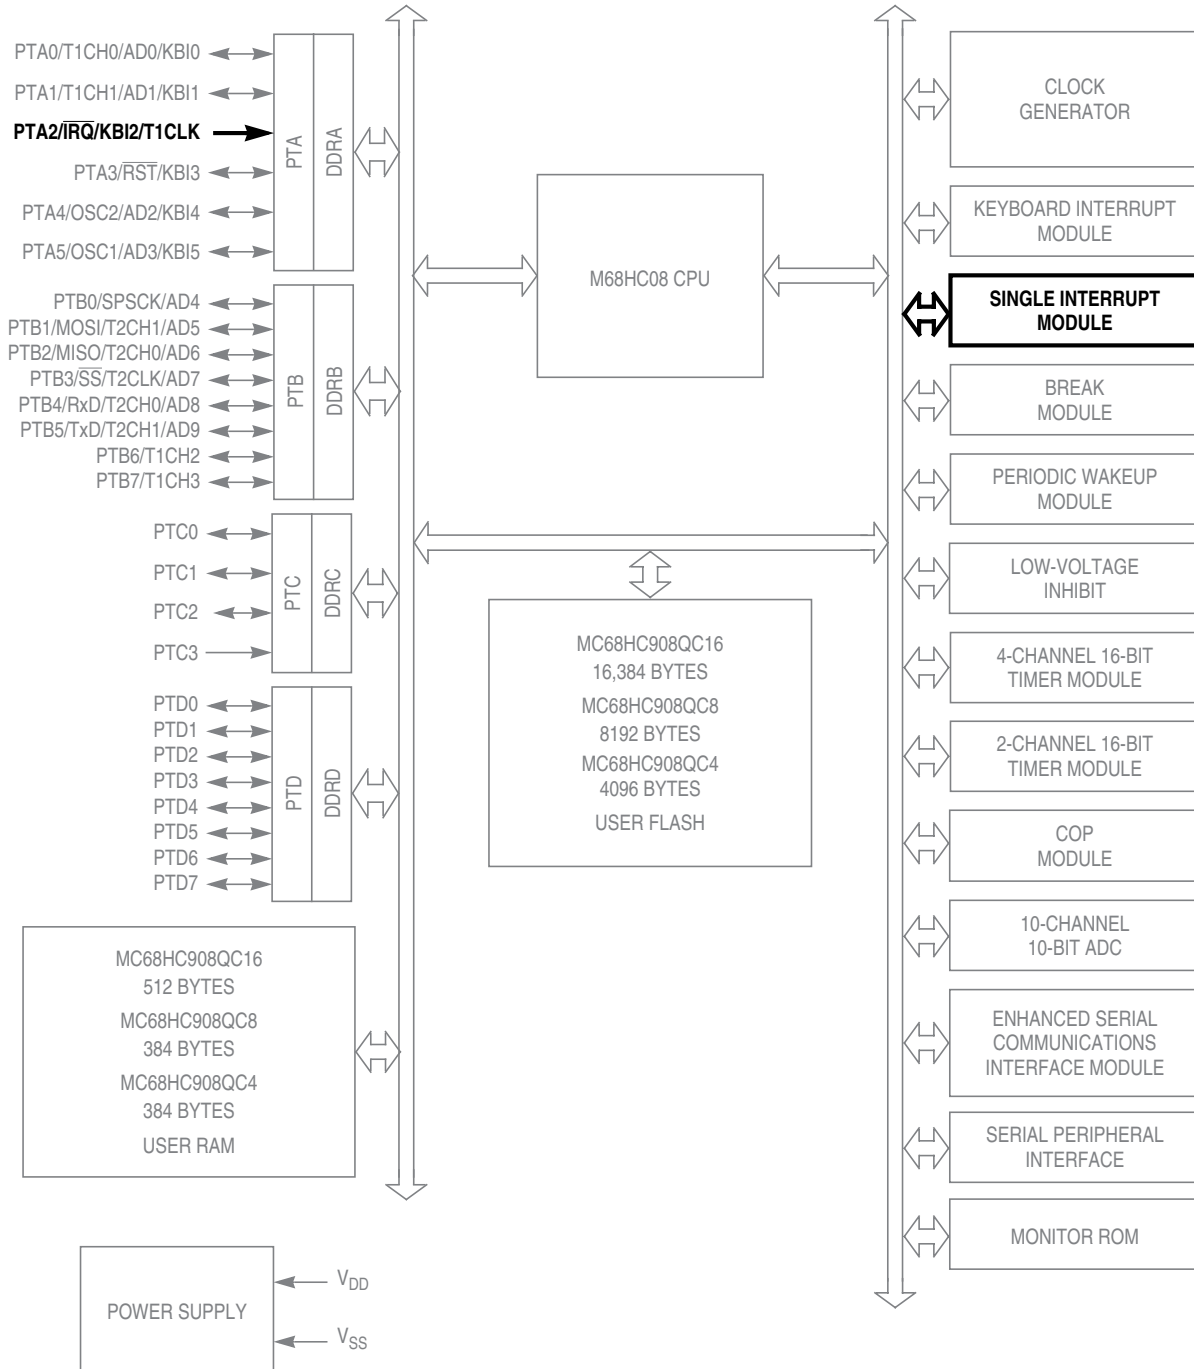 PTA0/T1CH0/AD0/KBI0
PTA1/T1CH1/AD1/KBI1
PTA2/IRQ/KBI2/T1CLK
PTA3/RST/KBI3
PTA4/OSC2/AD2/KBI4
PTA5/OSC1/AD3/KBI5
PTA
DDRA
PTB0/SPSCK/AD4
PTB1/MOSI/T2CH1/AD5
PTB2/MISO/T2CH0/AD6
PTB3/SS/T2CLK/AD7
PTB4/RxD/T2CH0/AD8
PTB5/TxD/T2CH1/AD9
PTB6/T1CH2
PTB7/T1CH3
PTB
DDRB
PTC0
PTC1
PTC2
PTC3
PTC
DDRC
PTD0
PTD1
PTD2
PTD3
PTD4
PTD5
PTD6
PTD7
PTD
DDRD
MC68HC908QC16
512 BYTES
MC68HC908QC8
384 BYTES
MC68HC908QC4
384 BYTES
USER RAM
POWER SUPPLY
VDD
VSS
M68HC08 CPU
MC68HC908QC16
16,384 BYTES
MC68HC908QC8
8192 BYTES
MC68HC908QC4
4096 BYTES
USER FLASH
CLOCK
GENERATOR
KEYBOARD INTERRUPT
MODULE
SINGLE INTERRUPT
MODULE
BREAK
MODULE
PERIODIC WAKEUP
MODULE
LOW-VOLTAGE
INHIBIT
4-CHANNEL 16-BIT
TIMER MODULE
2-CHANNEL 16-BIT
TIMER MODULE
COP
MODULE
10-CHANNEL
10-BIT ADC
ENHANCED SERIAL
COMMUNICATIONS
INTERFACE MODULE
SERIAL PERIPHERAL
INTERFACE
MONITOR ROM